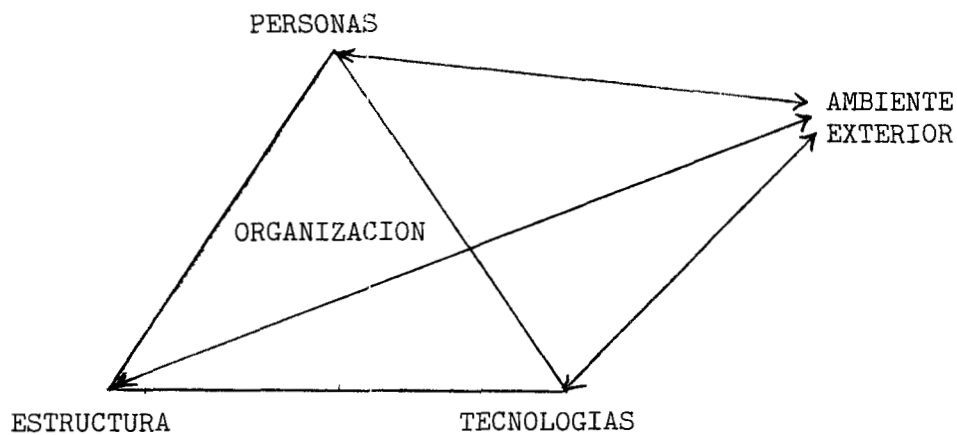 PERSONAS
AMBIENTE
EXTERIOR
ORGANIZACION
ESTRUCTURA
TECNOLOGIAS